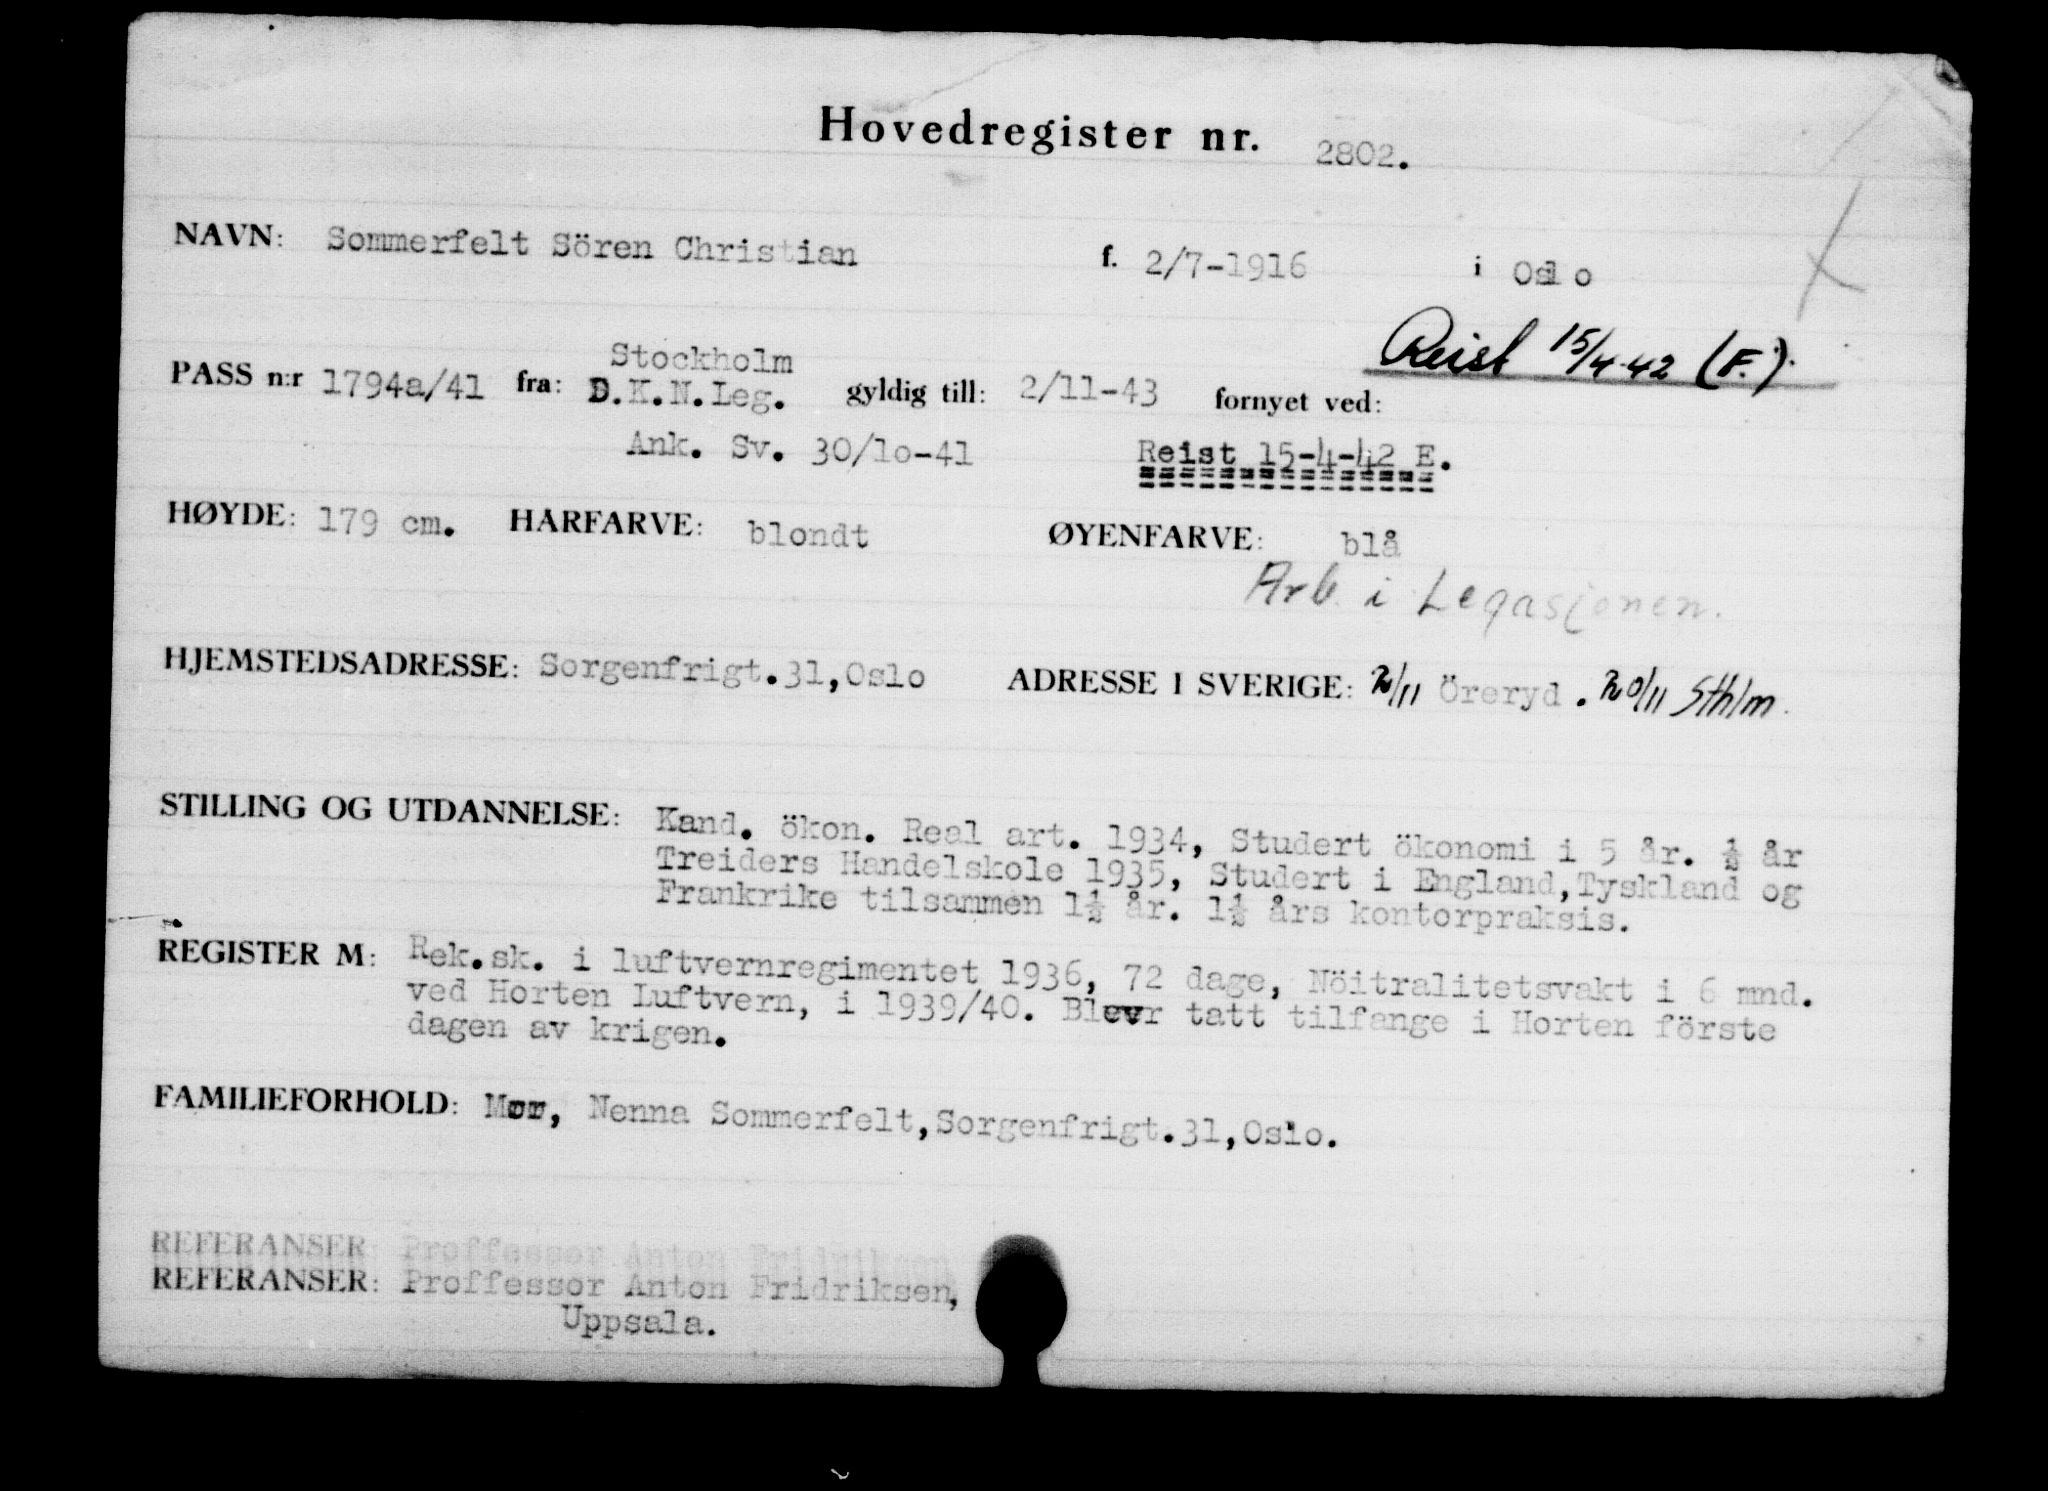 Hovedregister nr. 2802.
NAVN: Sommerfelt Sören Christian f. 2/7-1916 i Oslo
Reist 15/4-42 (E.).
Stockholm
PASS n:r 1794a/41 fra: D.K.N.Leg. gyldig till: 2/11-43 fornyet ved:
Ank. Sv. 30/10-41 Reist 15-4-42 E.
HØYDE: 179 cm. HARFARVE: blondt ØYENFARVE: blå
Arb. i Legasjonen.
HJEMSTEDSADRESSE: Sorgenfrigt.31,Oslo ADRESSE I SVERIGE: 2/11 Öreryd . 20/11 Sthlm.
STILLING OG UTDANNELSE: Kand. ökon. Real art. 1934, Studert ökonomi i 5 år. ½ år
Treiders Handelskole 1935, Studert i England,Tyskland og
Frankrike tilsammen 1½ år. 1½ års kontorpraksis.
REGISTER M: Rek.sk. i luftvernregimentet 1936, 72 dage, Nöitralitetsvakt i 6 mnd.
ved Horten Luftvern, i 1939/40. Blevr tatt tilfange i Horten förste
dagen av krigen.
FAMILIEFORHOLD: Mor, Nenna Sommerfelt,Sorgenfrigt.31,Oslo.
REFERANSER: Proffessor Anton Fridriksen
REFERANSER: Proffessor Anton Fridriksen,
Uppsala.